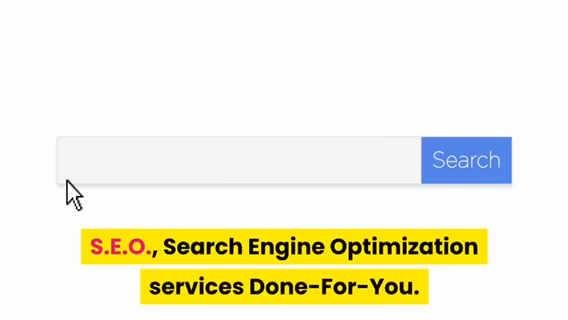 Search
S.E.O., Search Engine Optimization
services Done-For-You.